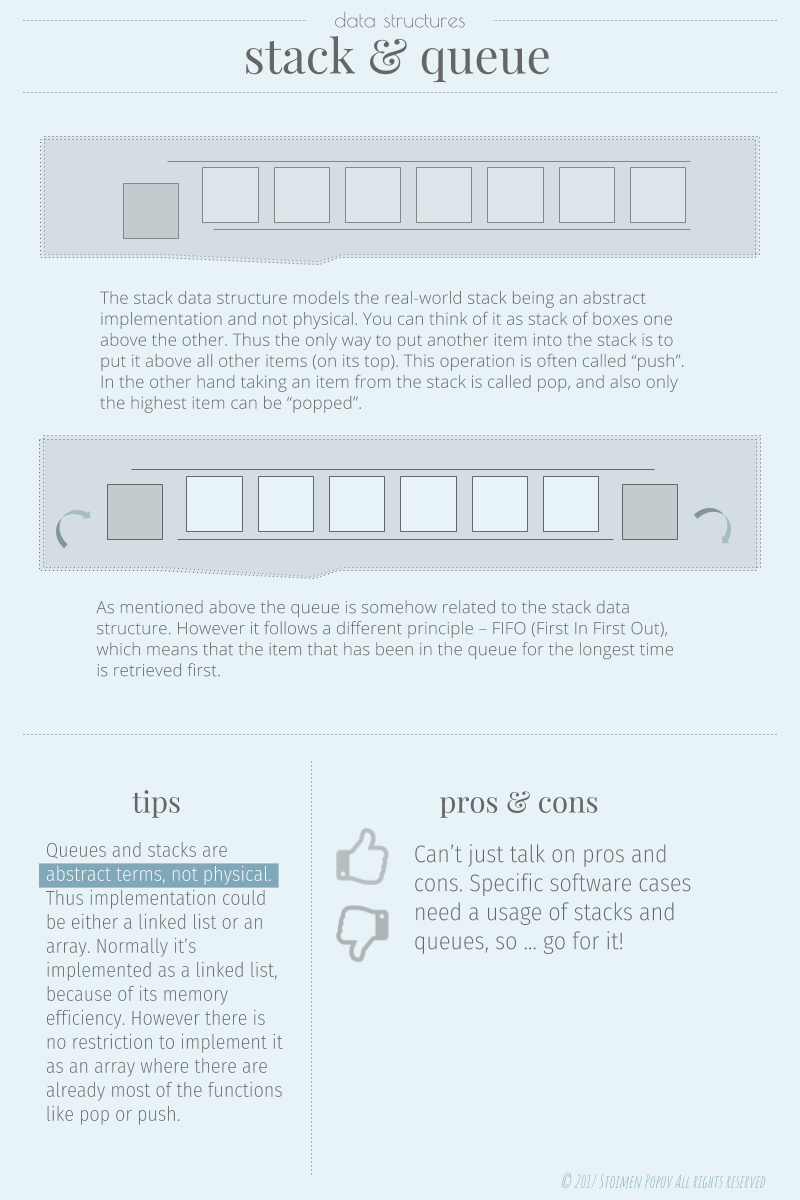 data structures
stack & queue
The stack data structure models the real-world stack being an abstract
implementation and not physical. You can think of it as stack of boxes one
above the other. Thus the only way to put another item into the stack is to
put it above all other items (on its top). This operation is often called “push”.
In the other hand taking an item from the stack is called pop, and also only
the highest item can be “popped”.
As mentioned above the queue is somehow related to the stack data
structure. However it follows a different principle – FIFO (First In First Out),
which means that the item that has been in the queue for the longest time
is retrieved first.
tips
Queues and stacks are
abstract terms, not physical.
Thus implementation could
be either a linked list or an
array. Normally it’s
implemented as a linked list,
because of its memory
efficiency. However there is
no restriction to implement it
as an array where there are
already most of the functions
like pop or push.
pros & cons
Can’t just talk on pros and
cons. Specific software cases
need a usage of stacks and
queues, so ... go for it!
© 2017 Stoimen Popov All rights reserved